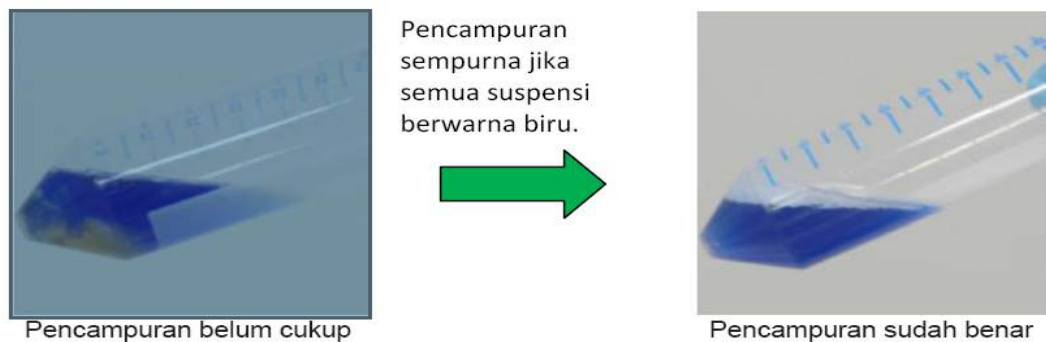 Pencampuran
sempurna jika
semua suspensi
berwarna biru.
Pencampuran belum cukup
Pencampuran sudah benar